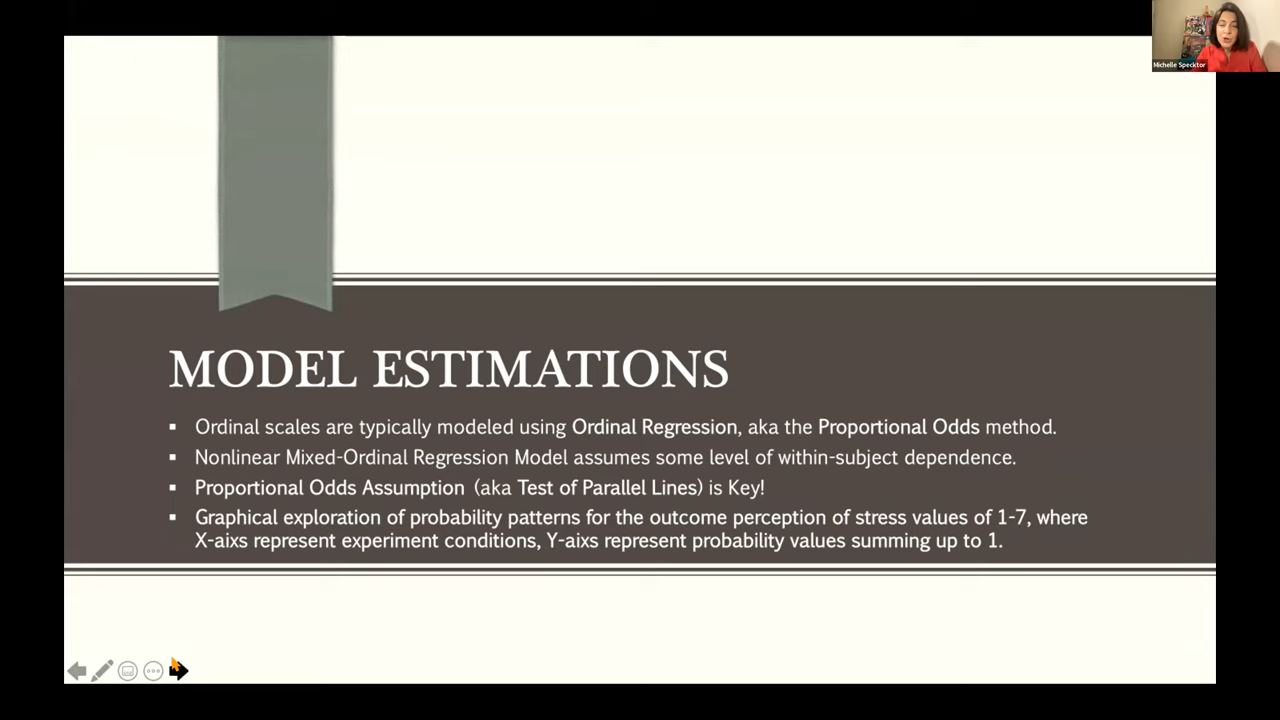 Michelle Specktor
MODEL ESTIMATIONS
▪ Ordinal scales are typically modeled using Ordinal Regression, aka the Proportional Odds method.
▪ Nonlinear Mixed-Ordinal Regression Model assumes some level of within-subject dependence.
▪ Proportional Odds Assumption (aka Test of Parallel Lines) is Key!
▪ Graphical exploration of probability patterns for the outcome perception of stress values of 1-7, where
X-aixs represent experiment conditions, Y-aixs represent probability values summing up to 1.